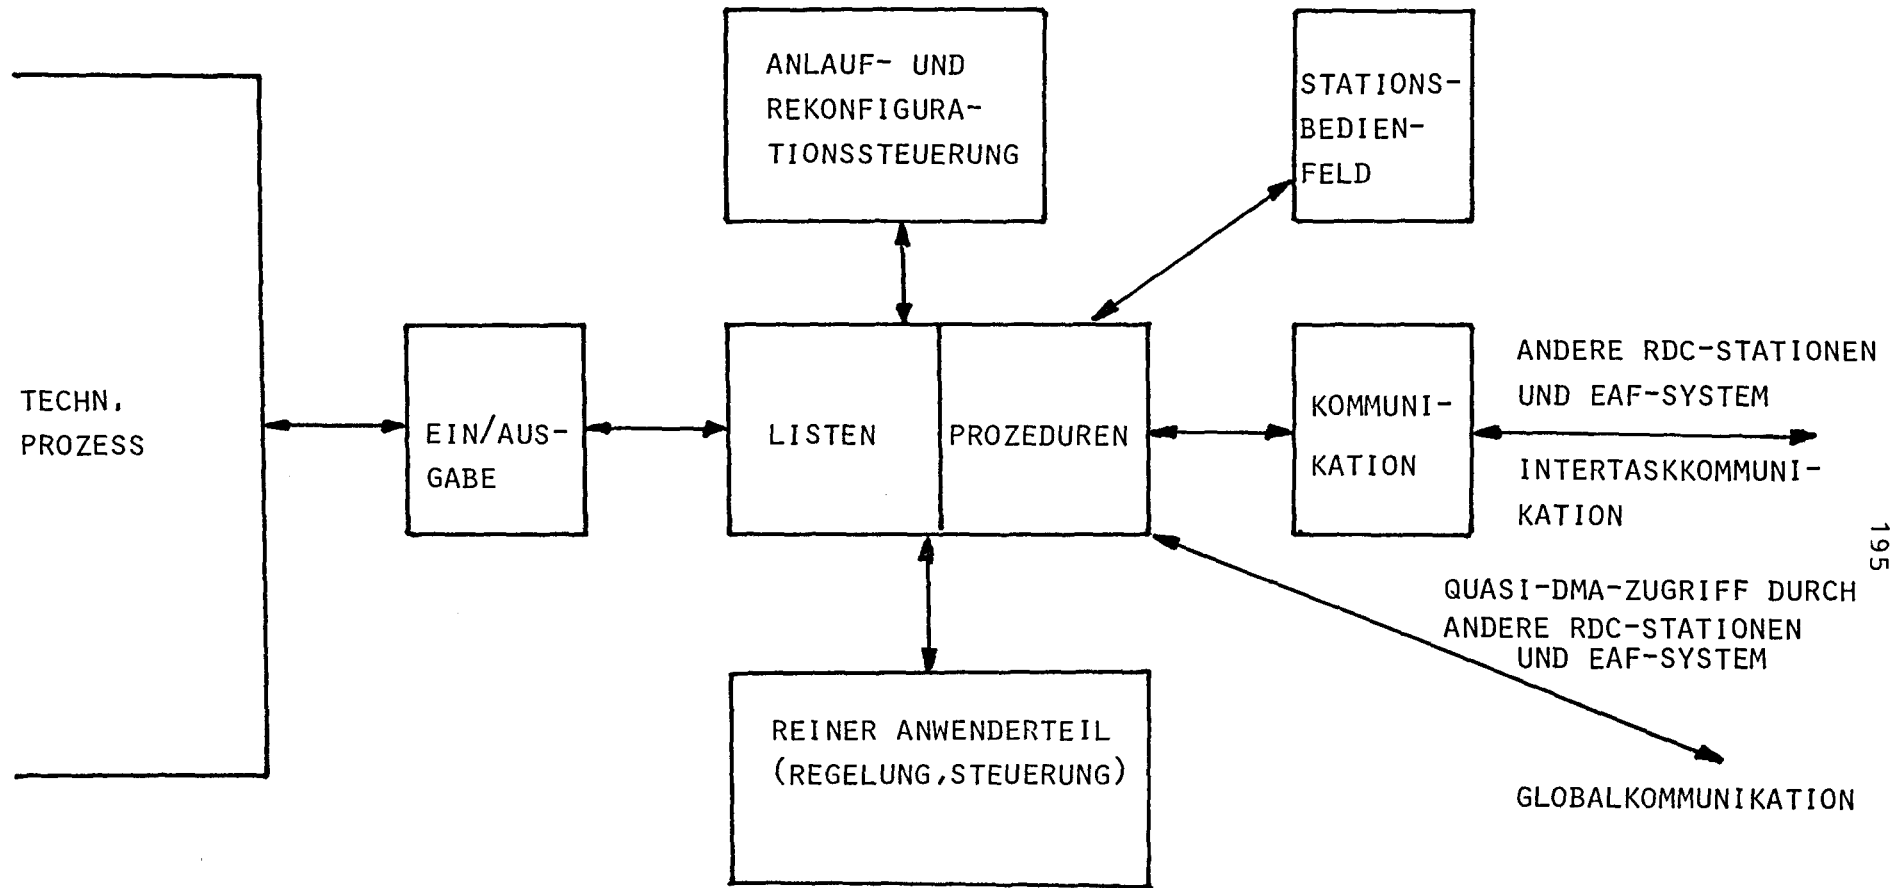 ANLAUF- UND
REKONFIGURA-
TIONSSTEUERUNG
STATIONS-
BEDIEN-
FELD
TECHN.
PROZESS
EIN/AUS-
GABE
LISTEN
PROZEDUREN
KOMMUNI-
KATION
ANDERE RDC-STATIONEN
UND EAF-SYSTEM
INTERTASKKOMMUNI-
KATION
QUASI-DMA-ZUGRIFF DURCH
ANDERE RDC-STATIONEN
UND EAF-SYSTEM
GLOBALKOMMUNIKATION
REINER ANWENDERTEIL
(REGELUNG,STEUERUNG)
195